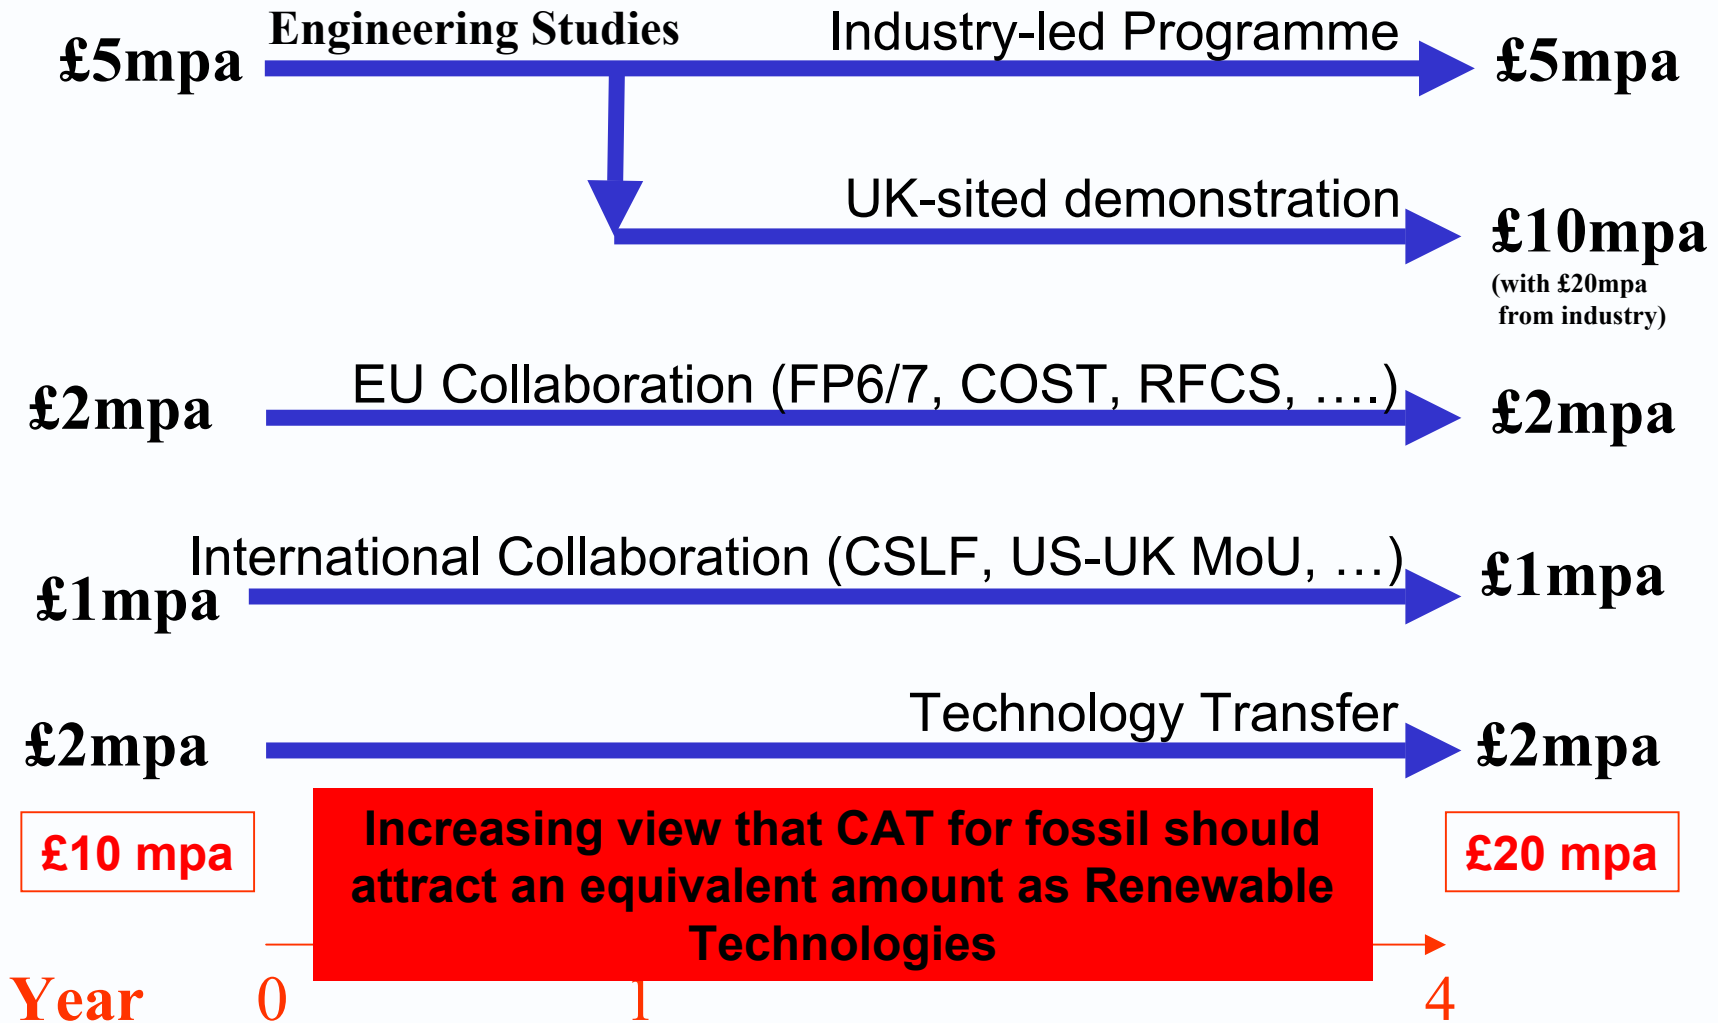 Engineering Studies
Industry-led Programme
£5mpa
£5mpa
UK-sited demonstration
£10mpa
(with £20mpa
from industry)
EU Collaboration (FP6/7, COST, RFCS, ….)
£2mpa
£2mpa
International Collaboration (CSLF, US-UK MoU, …)
£1mpa
£1mpa
Technology Transfer
£2mpa
£2mpa
£10 mpa
Increasing view that CAT for fossil should
attract an equivalent amount as Renewable
Technologies
£20 mpa
Year 0 1 4